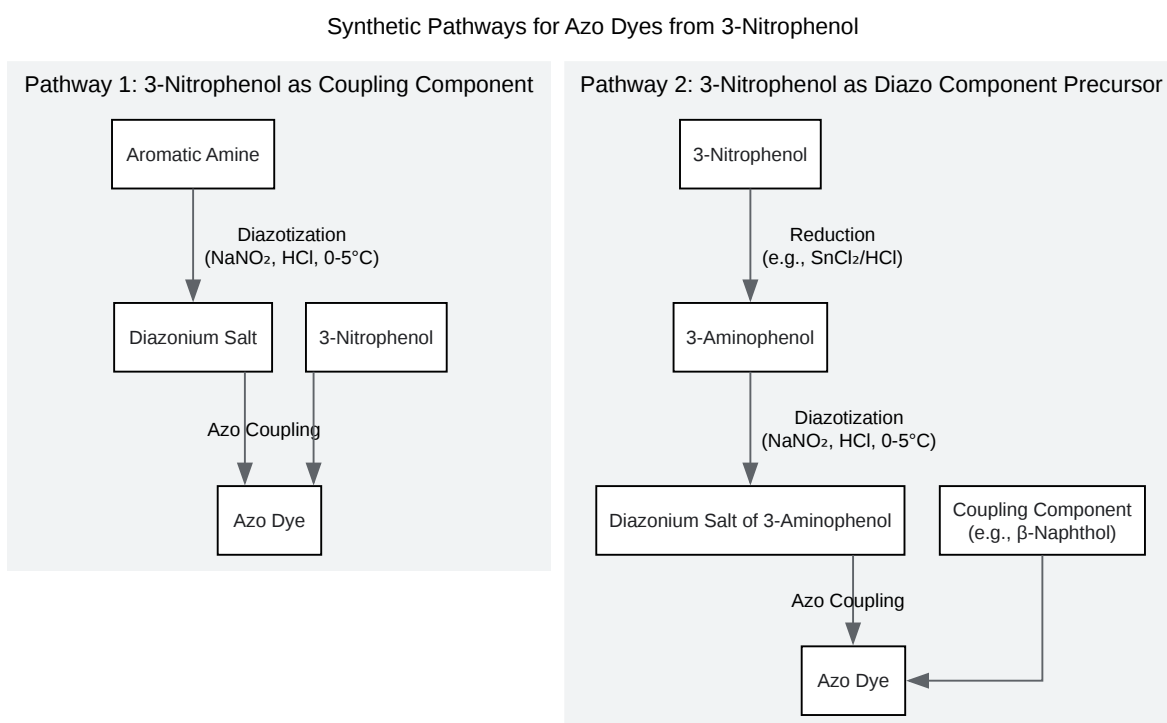 Synthetic Pathways for Azo Dyes from 3-Nitrophenol
Pathway 1: 3-Nitrophenol as Coupling Component
Aromatic Amine
Diazotization
(NaNO₂, HCl, 0-5°C)
Diazonium Salt
3-Nitrophenol
Azo Coupling
Azo Dye
Pathway 2: 3-Nitrophenol as Diazo Component Precursor
3-Nitrophenol
Reduction
(e.g., SnCl₂/HCl)
3-Aminophenol
Diazotization
(NaNO₂, HCl, 0-5°C)
Diazonium Salt of 3-Aminophenol
Coupling Component
(e.g., β-Naphthol)
Azo Coupling
Azo Dye